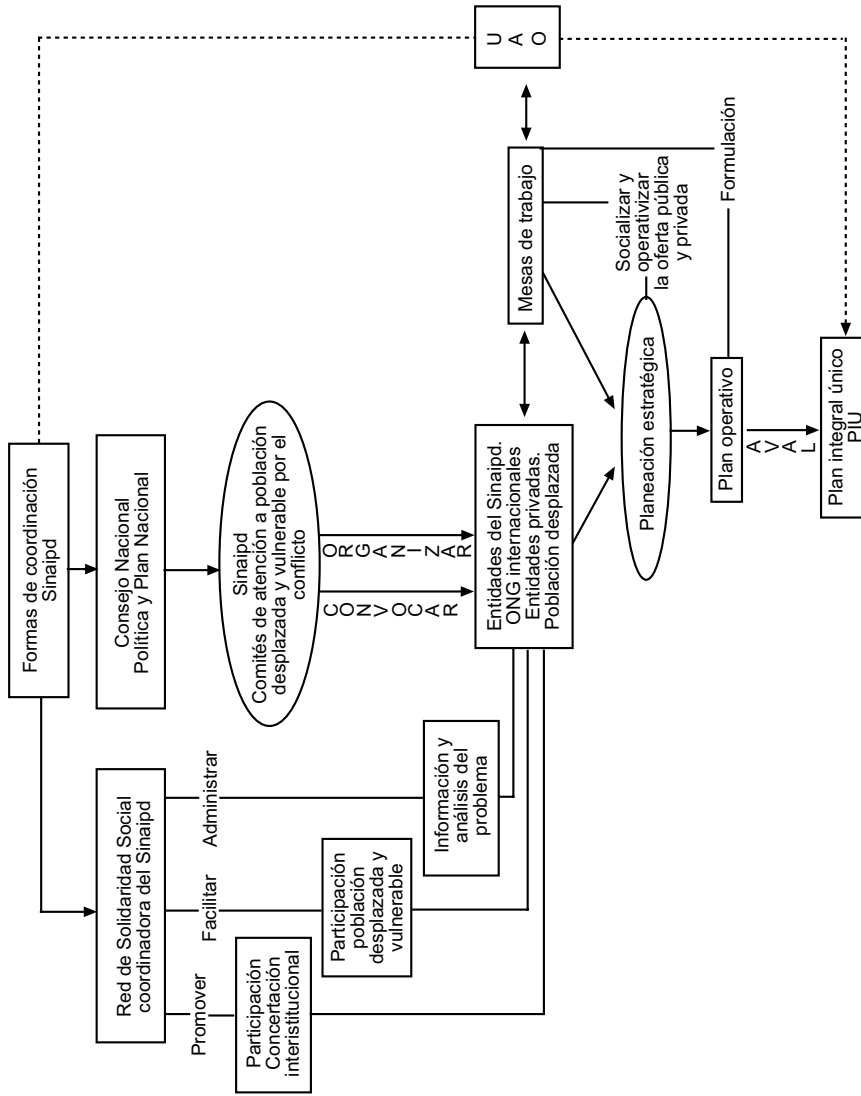 Formas de coordinación
Sinaipd
Red de Solidaridad Social
coordinadora del Sinaipd
Consejo Nacional
Política y Plan Nacional
Promover
Facilitar
Administrar
Participación
Concertación
interistitucional
Participación
población
desplazada y
vulnerable
Información y
análisis del
problema
Sinaipd
Comités de atención a población
desplazada y vulnerable por el
conflicto
CONVOCAR
ORGANIZAR
Entidades del Sinaipd.
ONG internacionales
Entidades privadas.
Población desplazada
Mesas de trabajo
UAO
Socializar y
operativizar
la oferta pública
y privada
Planeación estratégica
Formulación
Plan operativo
AVAL
Plan integral único
PIU